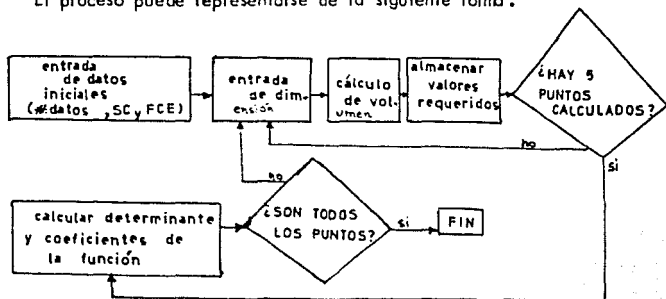 El proceso puede representarse de la siguiente forma:
entrada
de datos
iniciales
(#datos ,SC y FCE)
entrada
de dim-
ensión
cálculo
de vol-
umen
almacenar
valores
requeridos
¿HAY 5
PUNTOS
CALCULADOS?
no
si
no
calcular determinante
y coeficientes de
la función
¿SON TODOS
LOS PUNTOS?
si
FIN